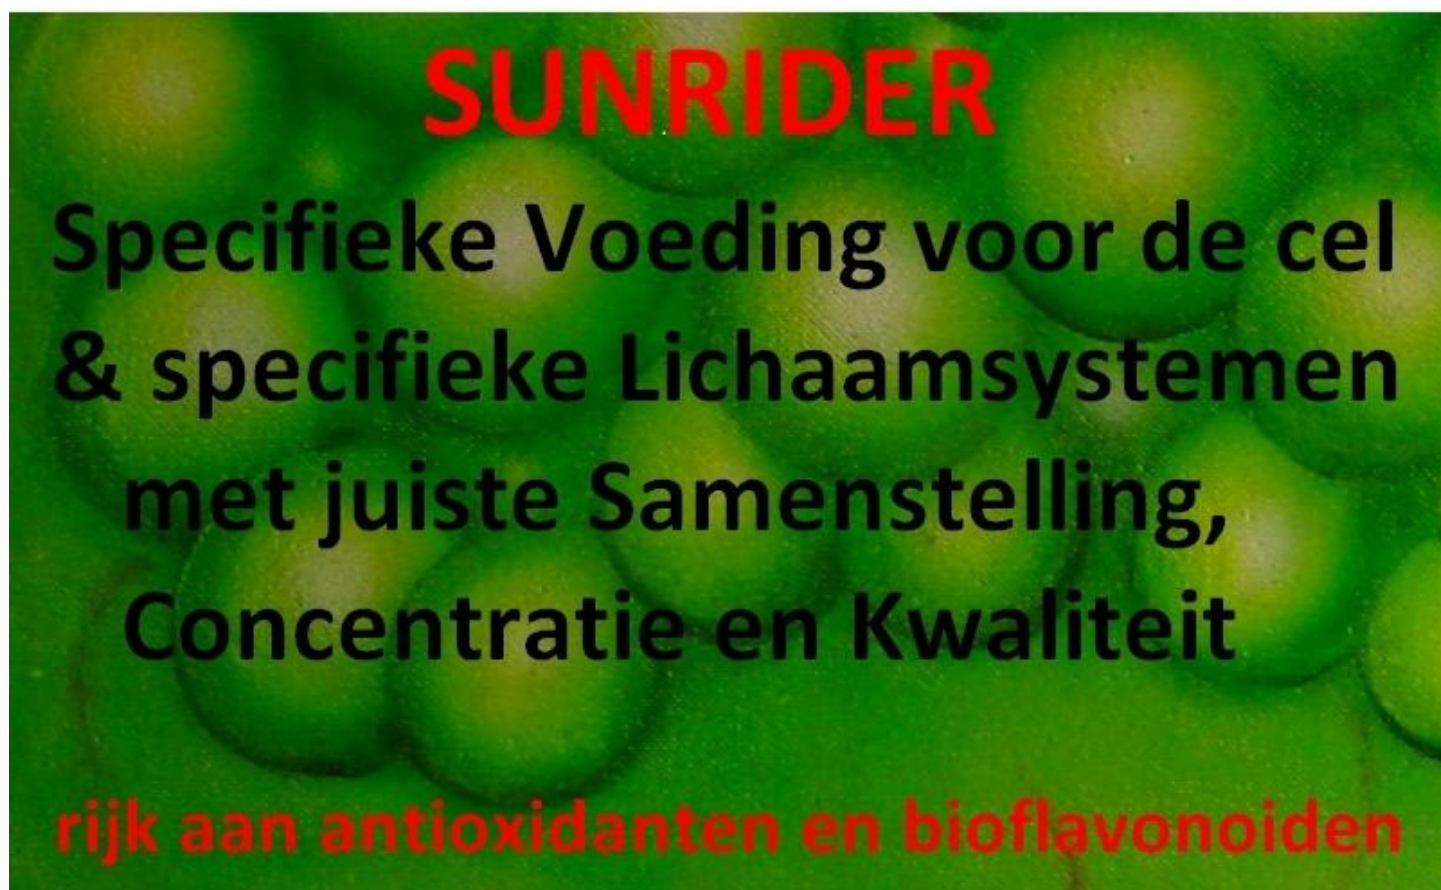 SUNRIDER
Specifieke Voeding voor de cel
& specifieke Lichaamsystemen
met juiste Samenstelling,
Concentratie en Kwaliteit
rijk aan antioxidanten en bioflavonoiden